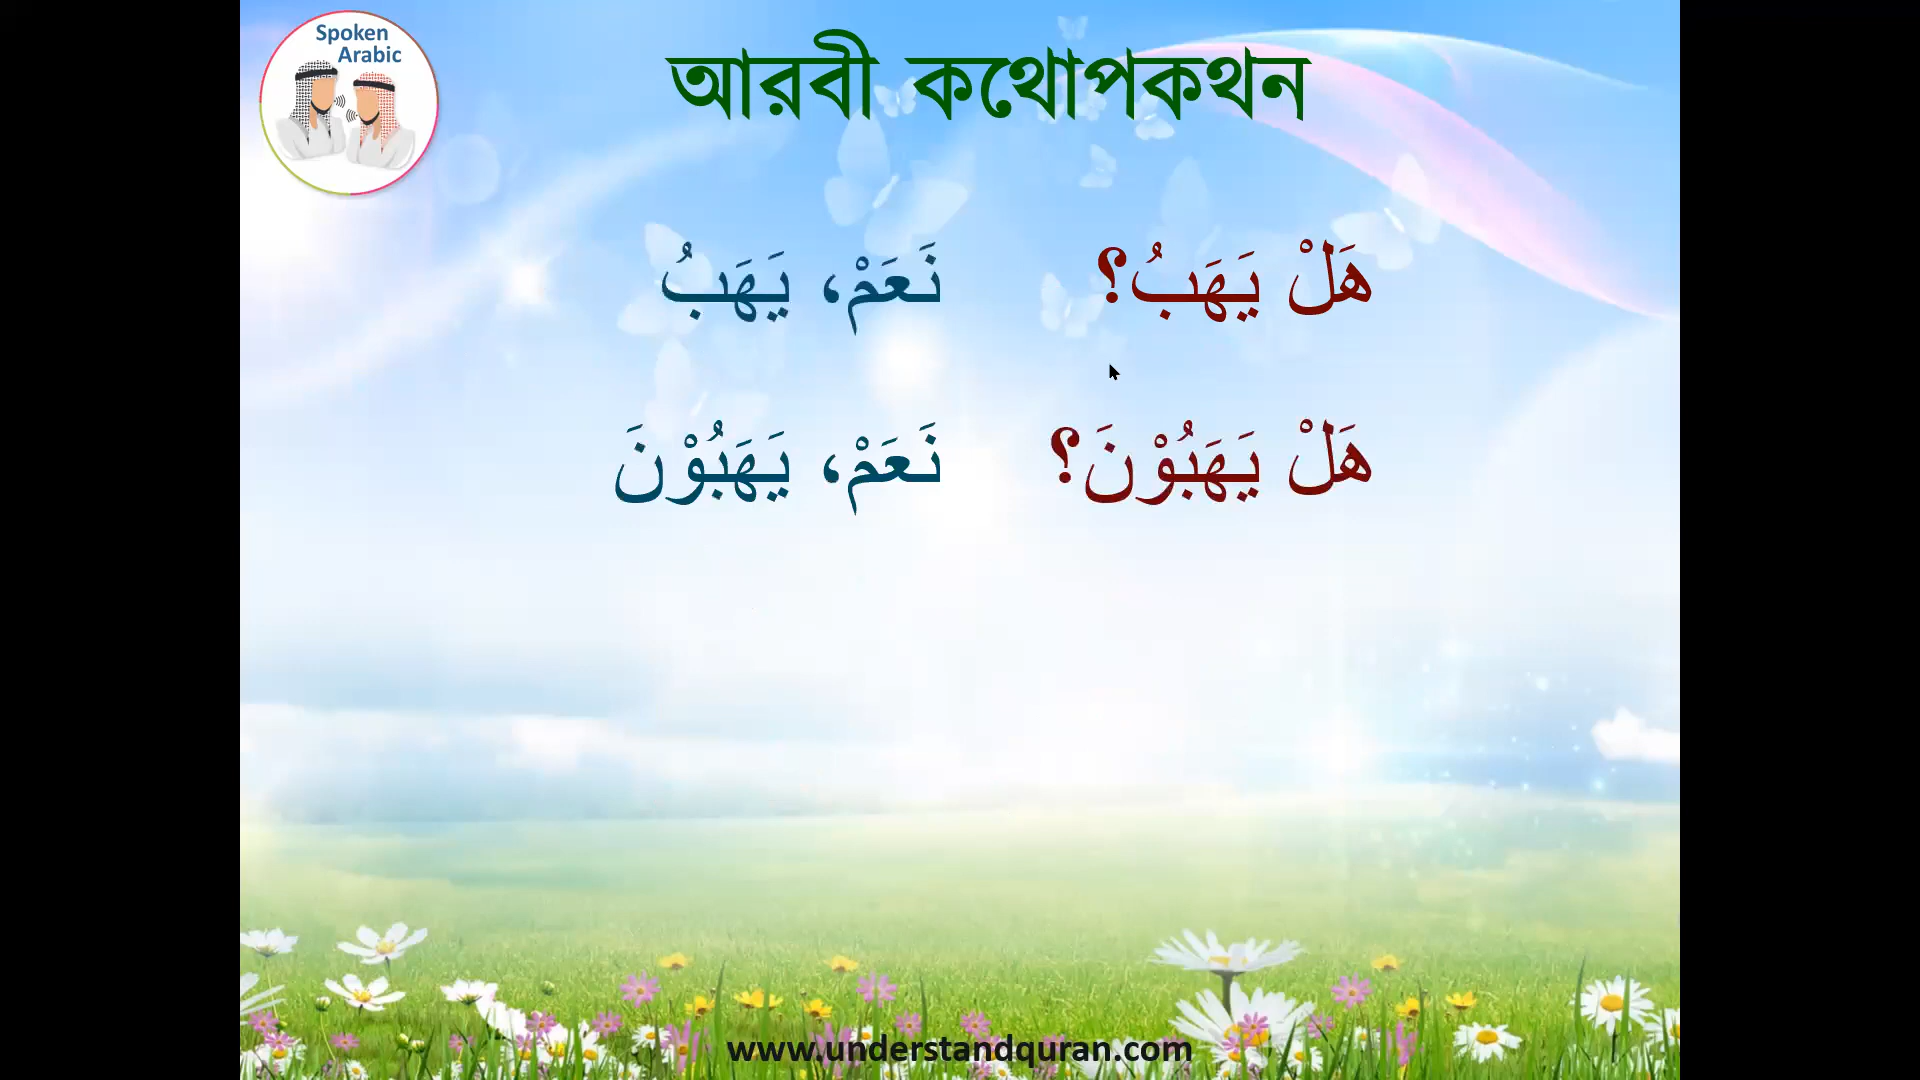 Spoken
Arabic
আরবী কথোপকথন
هَلْ يَهَبُ؟ نَعَمْ، يَهَبُ
هَلْ يَهَبُوْنَ؟ نَعَمْ، يَهَبُوْنَ
www.understandquran.com